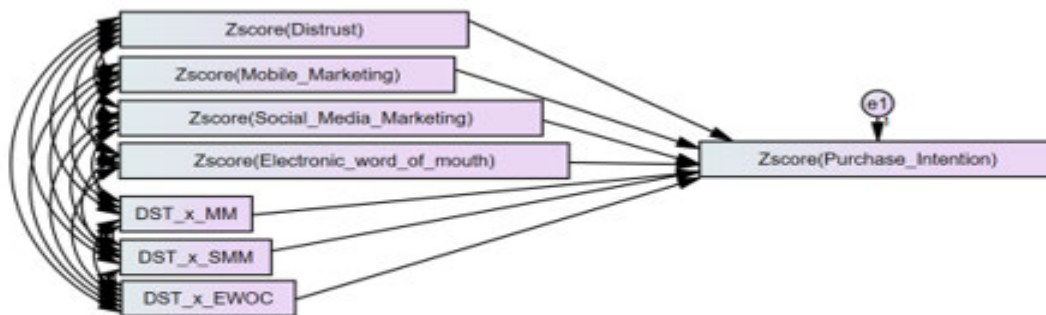 Zscore(Distrust)
Zscore(Mobile_Marketing)
Zscore(Social_Media_Marketing)
Zscore(Electronic_word_of_mouth)
DST_x_MM
DST_x_SMM
DST_x_EWOC
e1
Zscore(Purchase_Intention)